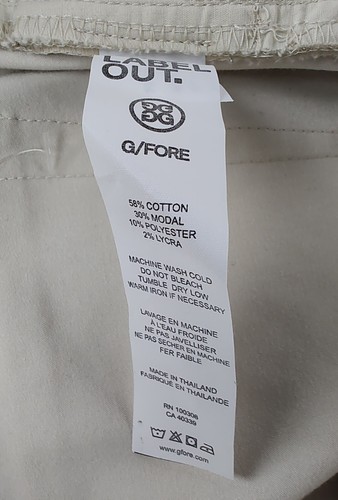 LABEL
OUT.
G/FORE
58% COTTON
30% MODAL
10% POLYESTER
2% LYCRA
MACHINE WASH COLD
DO NOT BLEACH
TUMBLE DRY LOW
WARM IRON IF NECESSARY
LAVAGE EN MACHINE
À L'EAU FROIDE
NE PAS JAVELLISER
NE PAS SECHER EN MACHINE
FER FAIBLE
MADE IN THAILAND
FABRIQUÉ EN THAILANDE
RN 100308
CA 40339
www.gfore.com